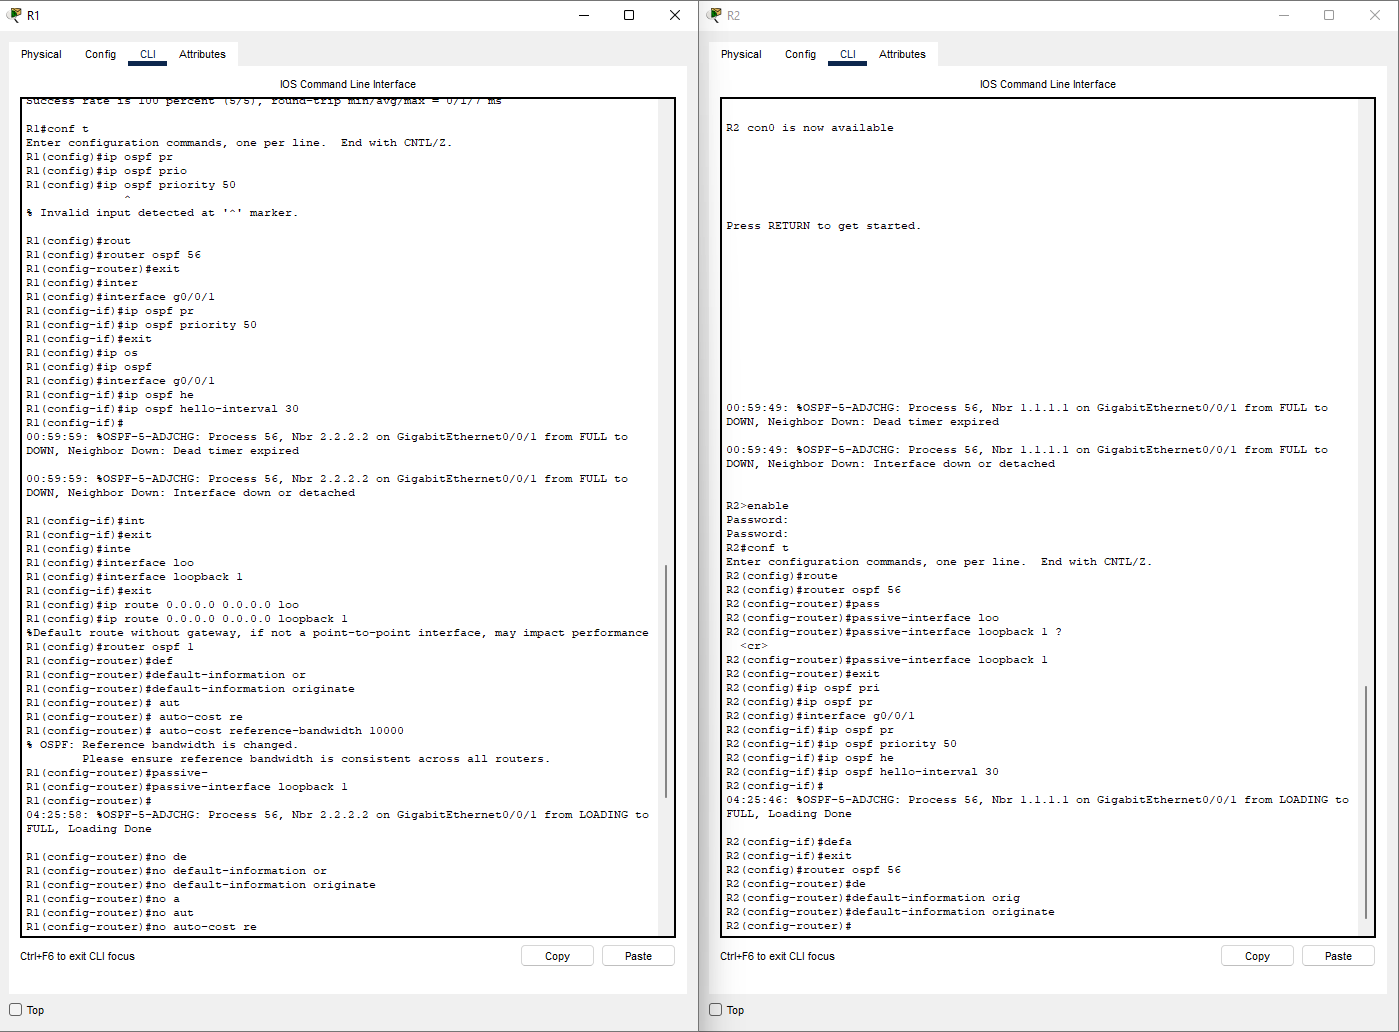 R1
Physical
Config
CLI
Attributes
IOS Command Line Interface
Success rate is 100 percent (5/5), round-trip min/avg/max = 0/1/7 ms
R1#conf t
Enter configuration commands, one per line.  End with CNTL/Z.
R1(config)#ip ospf pr
R1(config)#ip ospf prio
R1(config)#ip ospf priority 50
^
% Invalid input detected at '^' marker.
R1(config)#rout
R1(config)#router ospf 56
R1(config-router)#exit
R1(config)#inter
R1(config)#interface g0/0/1
R1(config-if)#ip ospf pr
R1(config-if)#ip ospf priority 50
R1(config-if)#exit
R1(config)#ip os
R1(config)#ip ospf
R1(config)#interface g0/0/1
R1(config-if)#ip ospf he
R1(config-if)#ip ospf hello-interval 30
R1(config-if)#
00:59:59: %OSPF-5-ADJCHG: Process 56, Nbr 2.2.2.2 on GigabitEthernet0/0/1 from FULL to
DOWN, Neighbor Down: Dead timer expired
00:59:59: %OSPF-5-ADJCHG: Process 56, Nbr 2.2.2.2 on GigabitEthernet0/0/1 from FULL to
DOWN, Neighbor Down: Interface down or detached
R1(config-if)#int
R1(config-if)#exit
R1(config)#inte
R1(config)#interface loo
R1(config)#interface loopback 1
R1(config-if)#exit
R1(config)#ip route 0.0.0.0 0.0.0.0 loo
R1(config)#ip route 0.0.0.0 0.0.0.0 loopback 1
%Default route without gateway, if not a point-to-point interface, may impact performance
R1(config)#router ospf 1
R1(config-router)#def
R1(config-router)#default-information or
R1(config-router)#default-information originate
R1(config-router)# aut
R1(config-router)# auto-cost re
R1(config-router)# auto-cost reference-bandwidth 10000
% OSPF: Reference bandwidth is changed.
Please ensure reference bandwidth is consistent across all routers.
R1(config-router)#passive-
R1(config-router)#passive-interface loopback 1
R1(config-router)#
04:25:58: %OSPF-5-ADJCHG: Process 56, Nbr 2.2.2.2 on GigabitEthernet0/0/1 from LOADING to
FULL, Loading Done
R1(config-router)#no de
R1(config-router)#no default-information or
R1(config-router)#no default-information originate
R1(config-router)#no a
R1(config-router)#no aut
R1(config-router)#no auto-cost re
Ctrl+F6 to exit CLI focus
Copy
Paste
Top
R2
Physical
Config
CLI
Attributes
IOS Command Line Interface
R2 con0 is now available
Press RETURN to get started.
00:59:49: %OSPF-5-ADJCHG: Process 56, Nbr 1.1.1.1 on GigabitEthernet0/0/1 from FULL to
DOWN, Neighbor Down: Dead timer expired
00:59:49: %OSPF-5-ADJCHG: Process 56, Nbr 1.1.1.1 on GigabitEthernet0/0/1 from FULL to
DOWN, Neighbor Down: Interface down or detached
R2>enable
Password:
Password:
R2#conf t
Enter configuration commands, one per line.  End with CNTL/Z.
R2(config)#route
R2(config)#router ospf 56
R2(config-router)#pass
R2(config-router)#passive-interface loo
R2(config-router)#passive-interface loopback 1 ?
<cr>
R2(config-router)#passive-interface loopback 1
R2(config-router)#exit
R2(config)#ip ospf pri
R2(config)#ip ospf pr
R2(config)#interface g0/0/1
R2(config-if)#ip ospf pr
R2(config-if)#ip ospf priority 50
R2(config-if)#ip ospf he
R2(config-if)#ip ospf hello-interval 30
R2(config-if)#
04:25:46: %OSPF-5-ADJCHG: Process 56, Nbr 1.1.1.1 on GigabitEthernet0/0/1 from LOADING to
FULL, Loading Done
R2(config-if)#defa
R2(config-if)#exit
R2(config)#router ospf 56
R2(config-router)#de
R2(config-router)#default-information orig
R2(config-router)#default-information originate
R2(config-router)#
Ctrl+F6 to exit CLI focus
Copy
Paste
Top